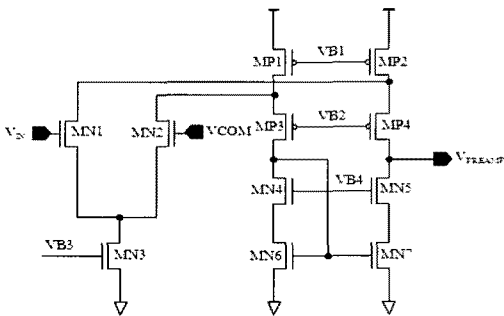 MP1 VB1 MP2
V_IN MN1 MN2 VCOM MP3 VB2 MP4
V_PREAMP
MN4 VB4 MN5
VB3 MN3 MN6 MN7